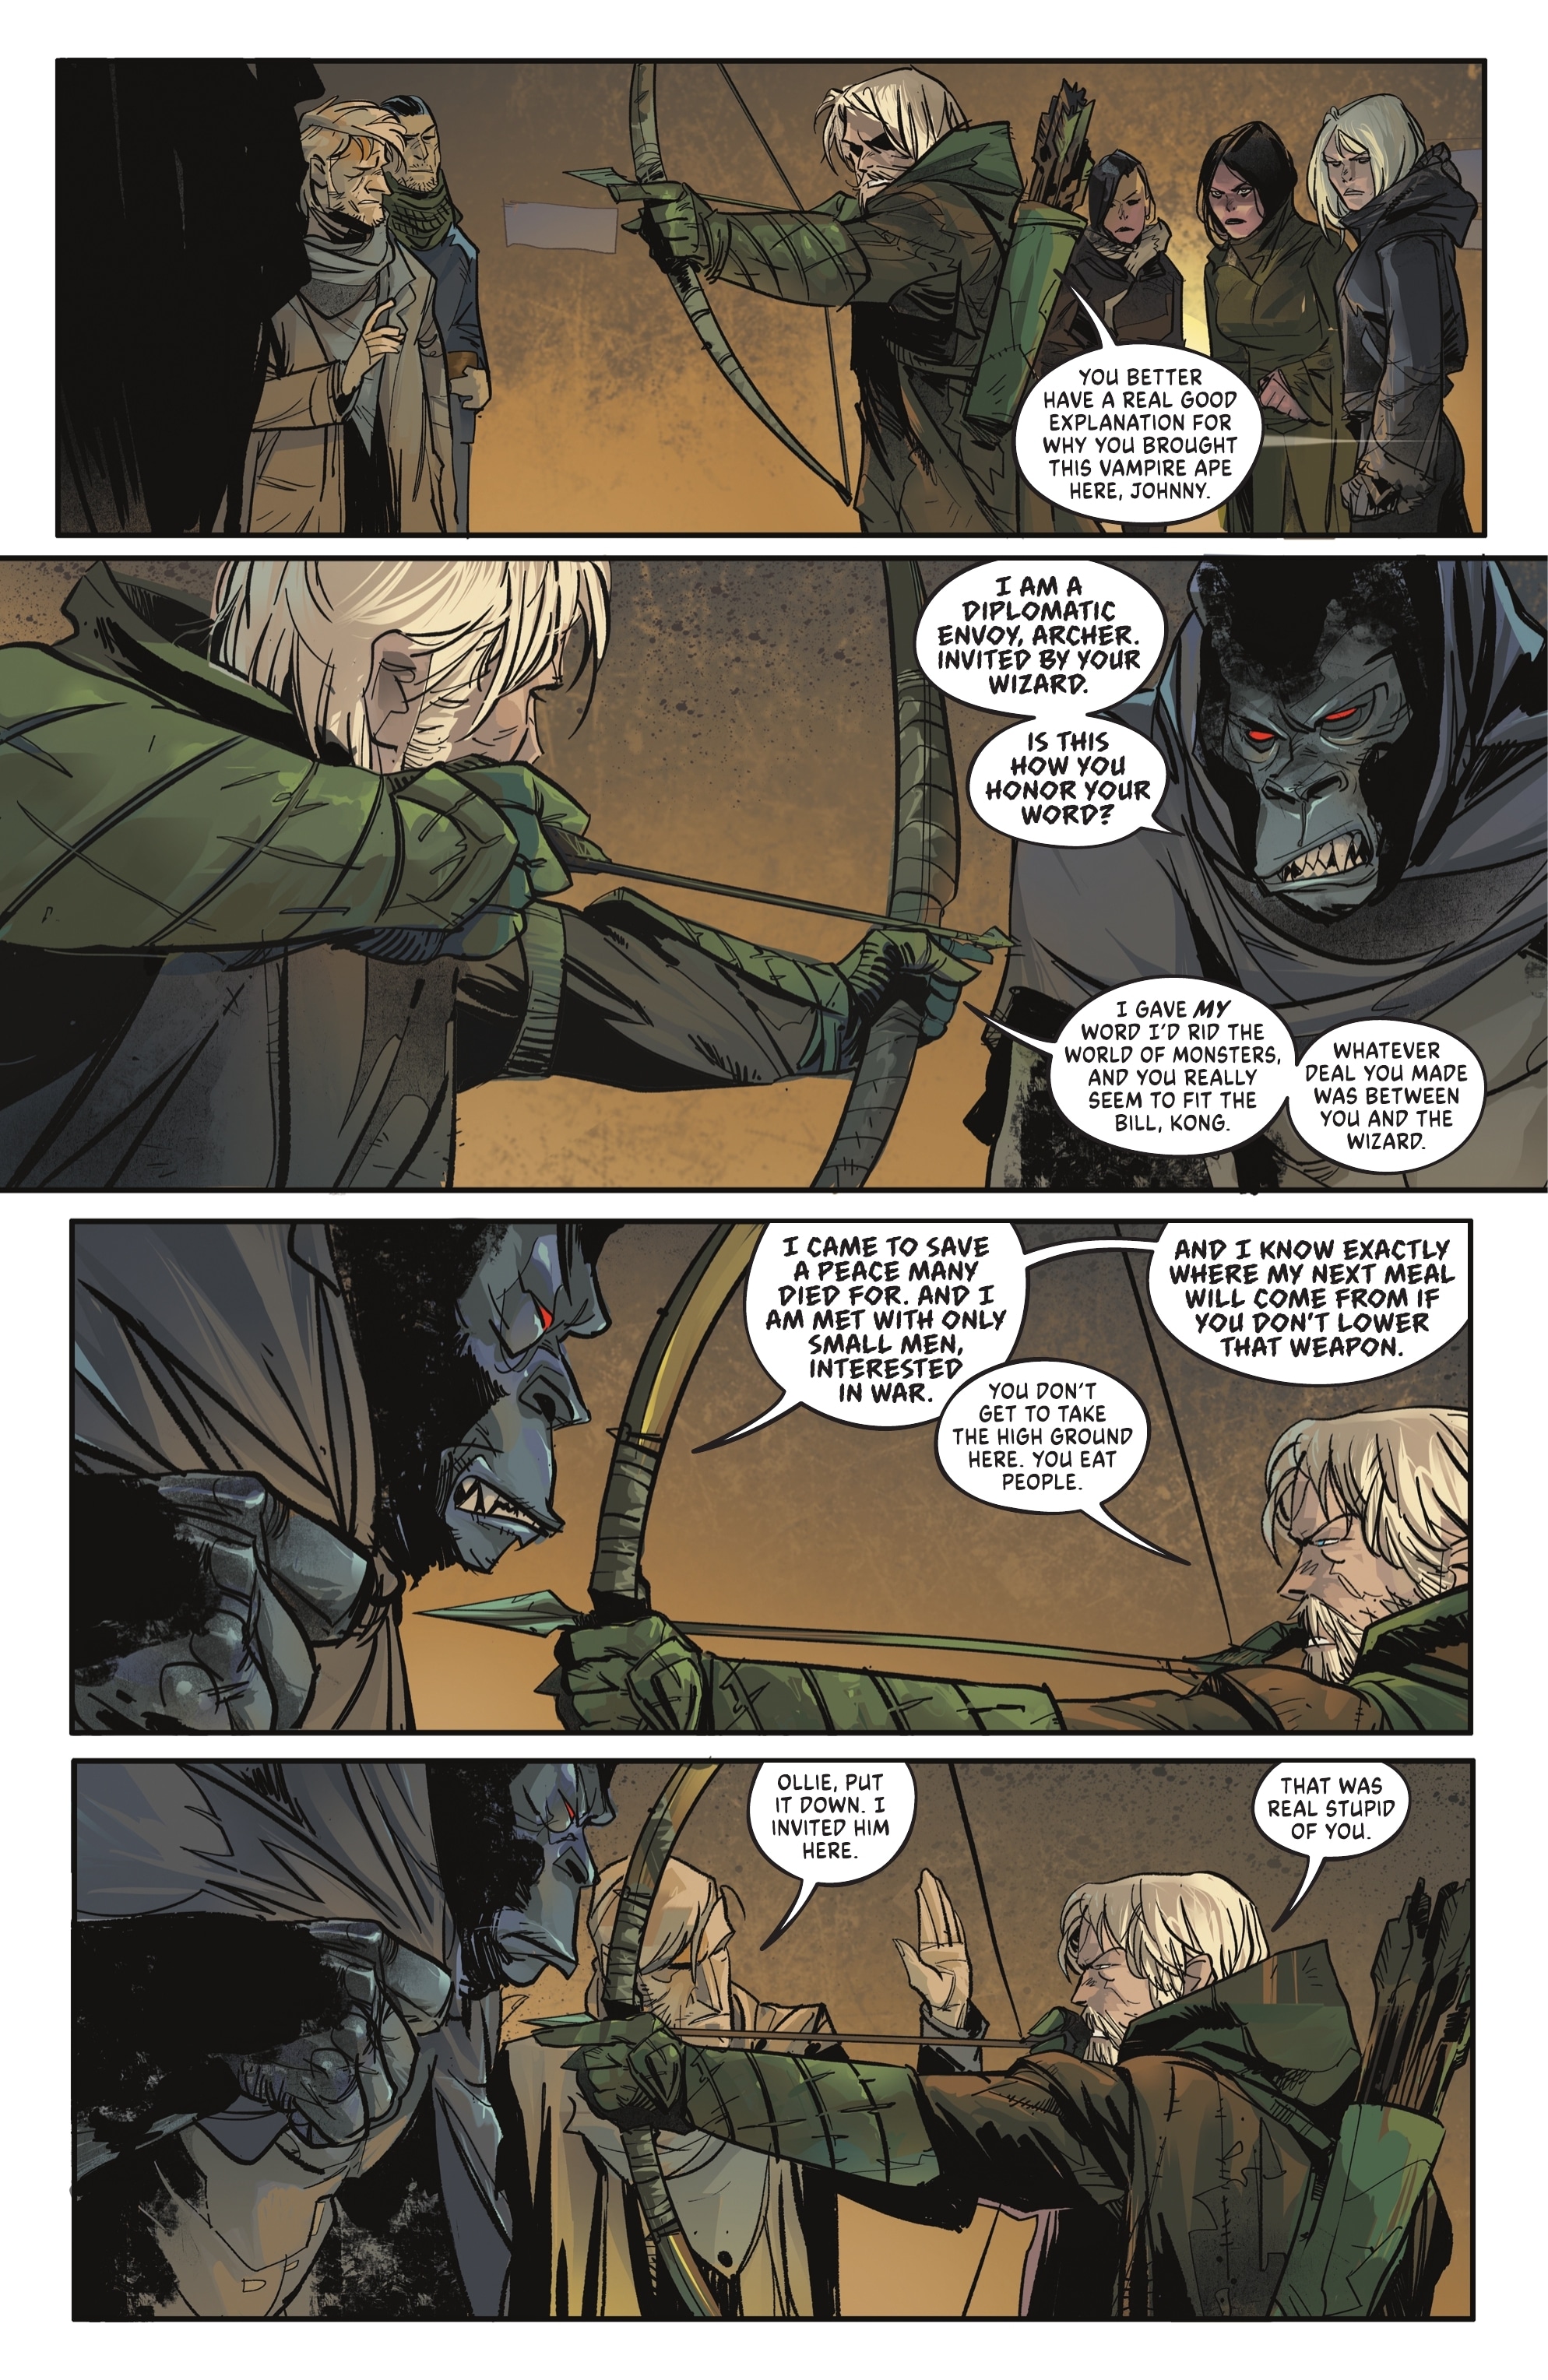 YOU BETTER
HAVE A REAL GOOD
EXPLANATION FOR
WHY YOU BROUGHT
THIS VAMPIRE APE
HERE, JOHNNY.
I AM A
DIPLOMATIC
ENVOY, ARCHER.
INVITED BY YOUR
WIZARD.
IS THIS
HOW YOU
HONOR YOUR
WORD?
I GAVE MY
WORD I'D RID THE
WORLD OF MONSTERS,
AND YOU REALLY
SEEM TO FIT THE
BILL, KONG.
WHATEVER
DEAL YOU MADE
WAS BETWEEN
YOU AND THE
WIZARD.
I CAME TO SAVE
A PEACE MANY
DIED FOR. AND I
AM MET WITH ONLY
SMALL MEN,
INTERESTED
IN WAR.
AND I KNOW EXACTLY
WHERE MY NEXT MEAL
WILL COME FROM IF
YOU DON'T LOWER
THAT WEAPON.
YOU DON'T
GET TO TAKE
THE HIGH GROUND
HERE. YOU EAT
PEOPLE.
OLLIE, PUT
IT DOWN. I
INVITED HIM
HERE.
THAT WAS
REAL STUPID
OF YOU.